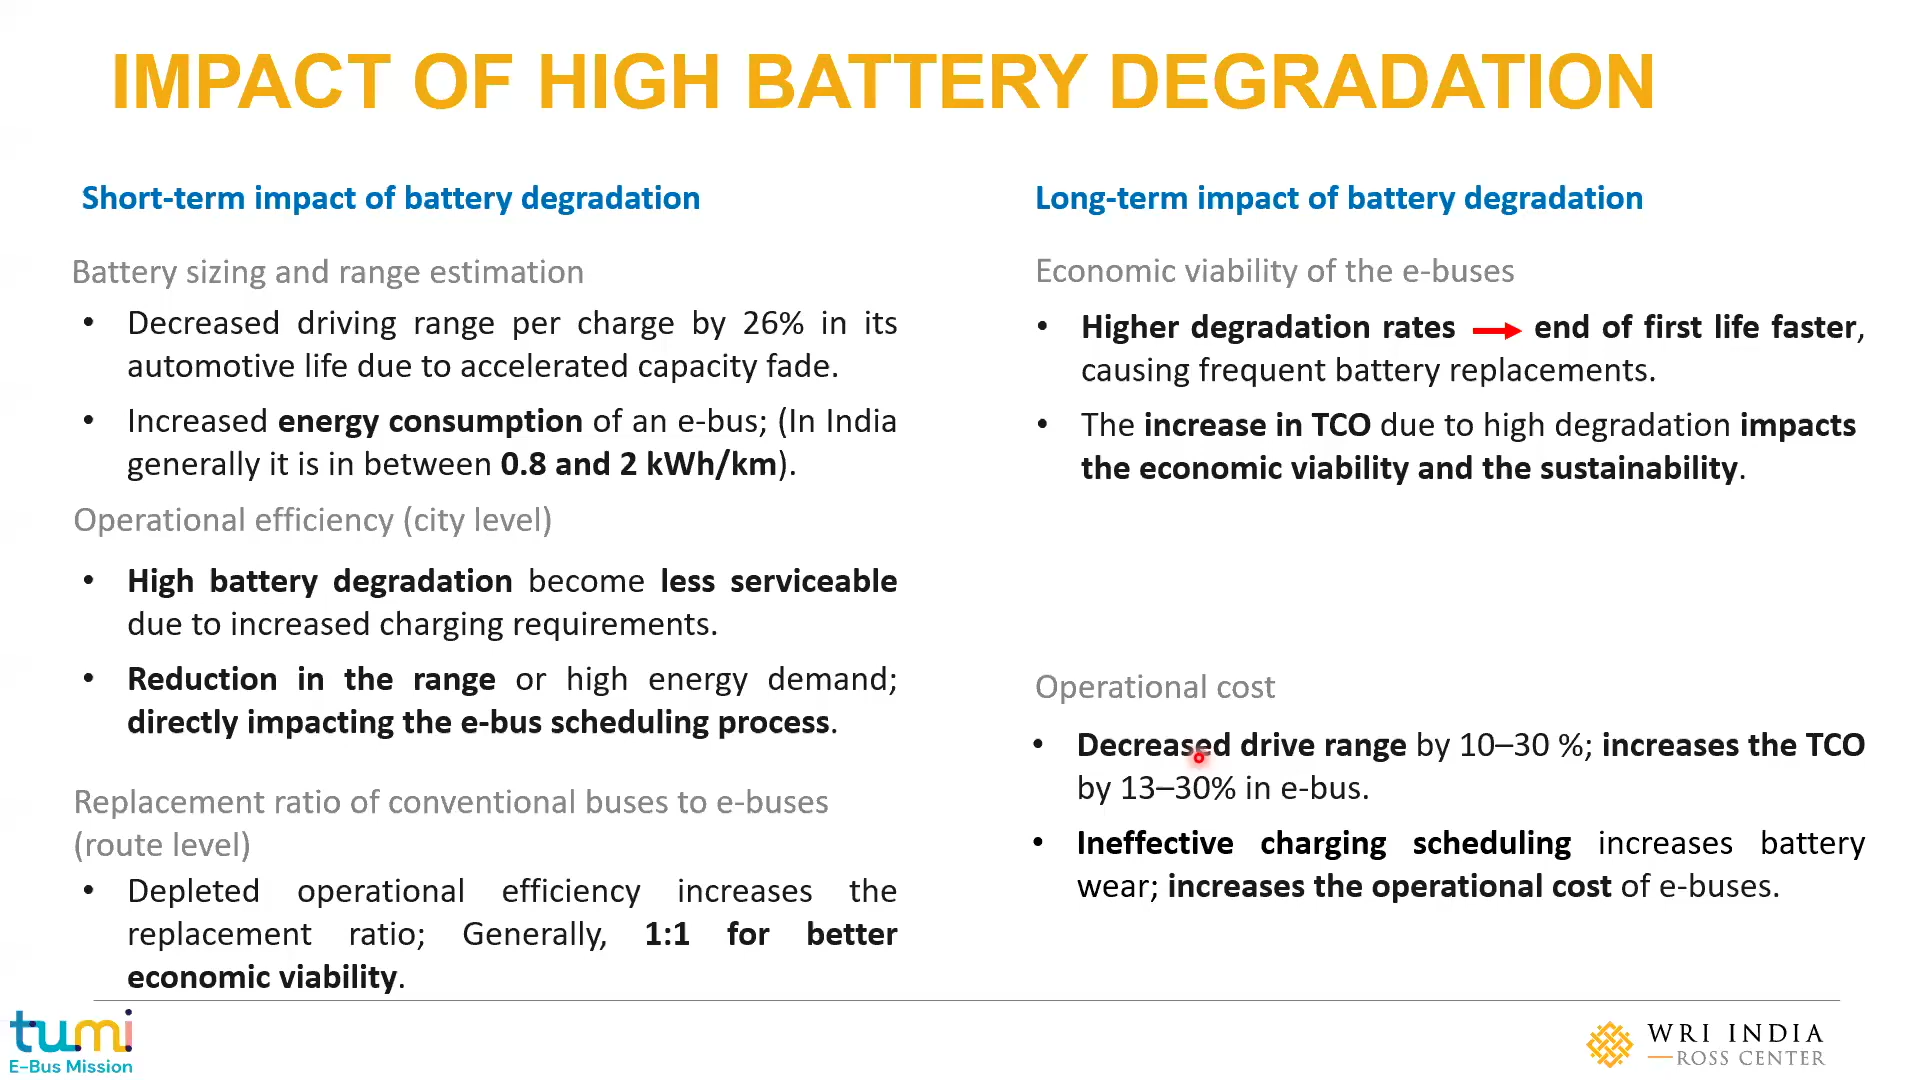 IMPACT OF HIGH BATTERY DEGRADATION
Short-term impact of battery degradation
Battery sizing and range estimation
• Decreased driving range per charge by 26% in its
automotive life due to accelerated capacity fade.
• Increased energy consumption of an e-bus; (In India
generally it is in between 0.8 and 2 kWh/km).
Operational efficiency (city level)
• High battery degradation become less serviceable
due to increased charging requirements.
• Reduction in the range or high energy demand;
directly impacting the e-bus scheduling process.
Replacement ratio of conventional buses to e-buses
(route level)
• Depleted operational efficiency increases the
replacement ratio; Generally, 1:1 for better
economic viability.
Long-term impact of battery degradation
Economic viability of the e-buses
• Higher degradation rates → end of first life faster,
causing frequent battery replacements.
• The increase in TCO due to high degradation impacts
the economic viability and the sustainability.
Operational cost
• Decreased drive range by 10–30 %; increases the TCO
by 13–30% in e-bus.
• Ineffective charging scheduling increases battery
wear; increases the operational cost of e-buses.
tumi
E-Bus Mission
WRI INDIA
ROSS CENTER